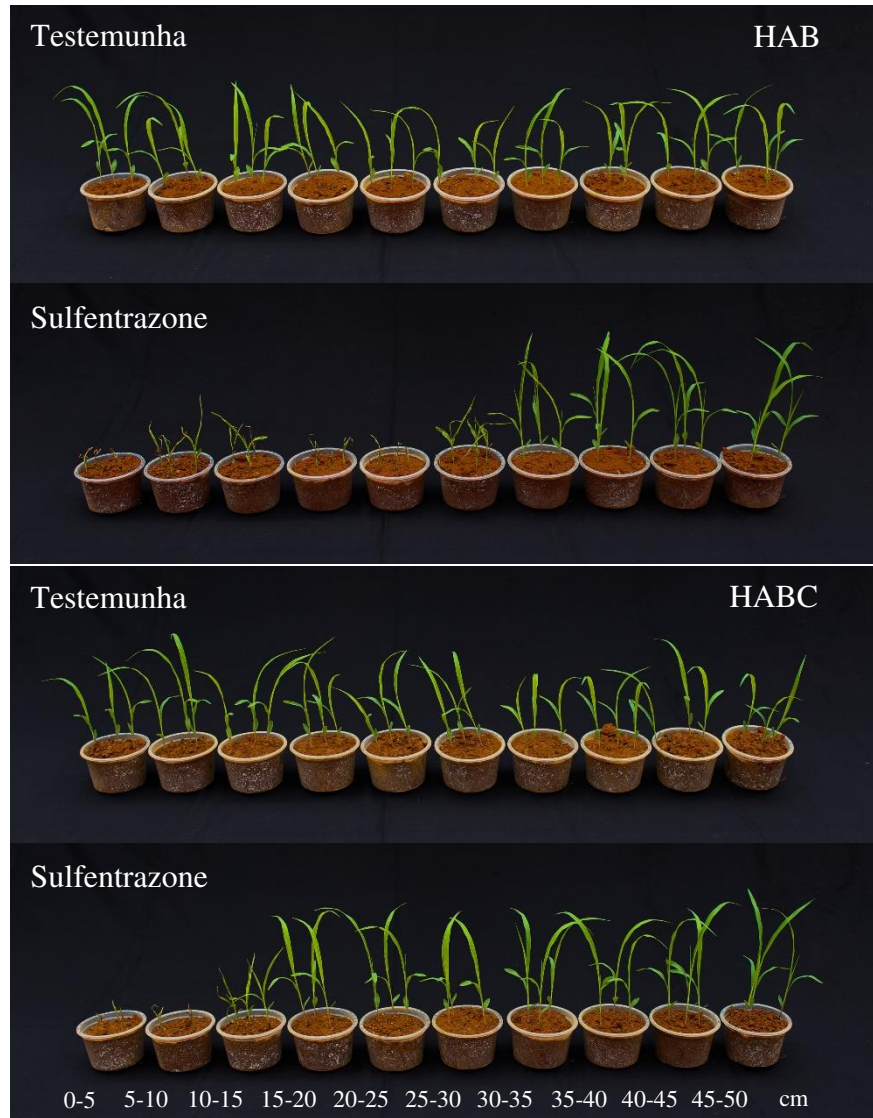 Testemunha HAB
Sulfentrazone
Testemunha HABC
Sulfentrazone
0-5 5-10 10-15 15-20 20-25 25-30 30-35 35-40 40-45 45-50 cm